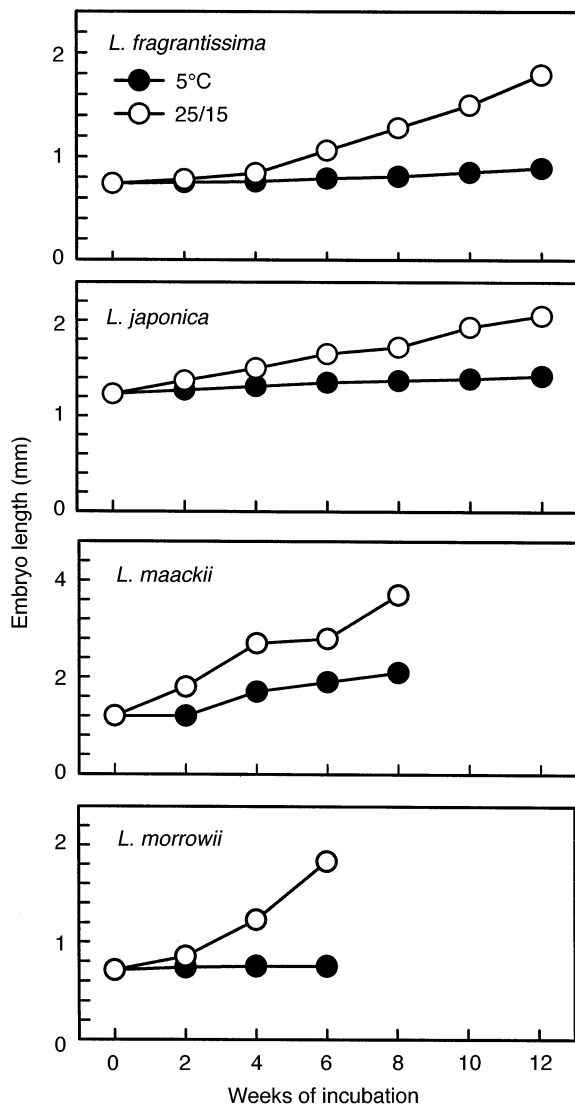 L. fragrantissima
5°C
25/15
2
1
0
L. japonica
2
1
0
L. maackii
4
2
0
L. morrowii
2
1
0
0 2 4 6 8 10 12
Weeks of incubation
Embryo length (mm)